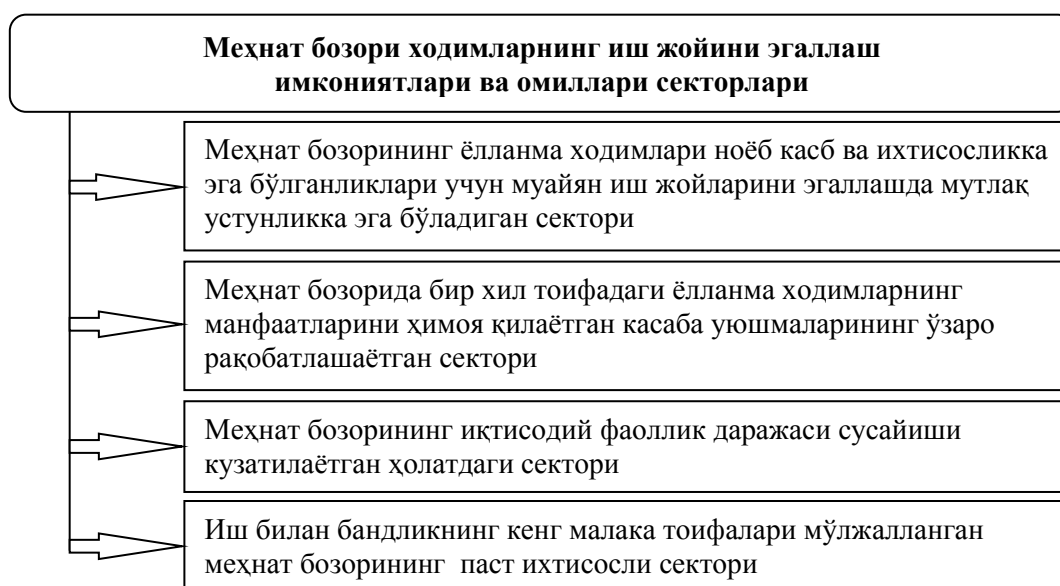 Меҳнат бозори ходимларнинг иш жойини эгаллаш
имкониятлари ва омиллари секторлари
Меҳнат бозорининг ёлланма ходимлари ноёб касб ва ихтисосликка
эга бўлганликлари учун муайян иш жойларини эгаллашда мутлақ
устунликка эга бўладиган сектори
Меҳнат бозорида бир хил тоифадаги ёлланма ходимларнинг
манфаатларини ҳимоя қилаётган касаба уюшмаларининг ўзаро
рақобатлашаётган сектори
Меҳнат бозорининг иқтисодий фаоллик даражаси сусайиши
кузатилаётган ҳолатдаги сектори
Иш билан бандликнинг кенг малака тоифалари мўлжалланган
меҳнат бозорининг паст ихтисосли сектори